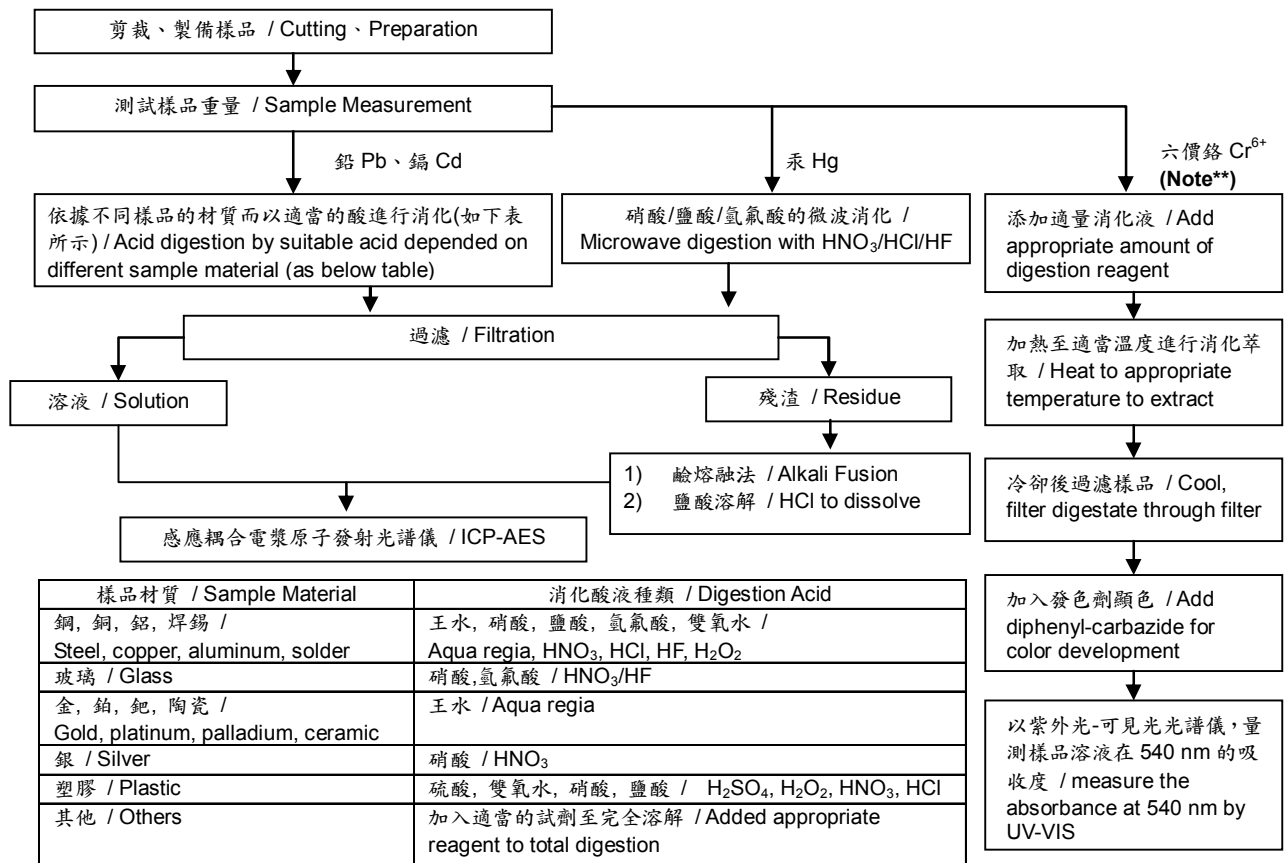 剪裁、製備樣品 / Cutting、Preparation
測試樣品重量 / Sample Measurement
鉛 Pb、鎘 Cd
汞 Hg
六價鉻 Cr⁶⁺
(Note**)
依據不同樣品的材質而以適當的酸進行消化(如下表
所示) / Acid digestion by suitable acid depended on
different sample material (as below table)
硝酸/鹽酸/氫氟酸的微波消化 /
Microwave digestion with HNO₃/HCl/HF
添加適量消化液 / Add
appropriate amount of
digestion reagent
過濾 / Filtration
加熱至適當溫度進行消化萃
取 / Heat to appropriate
temperature to extract
溶液 / Solution
殘渣 / Residue
1) 鹼熔融法 / Alkali Fusion
2) 鹽酸溶解 / HCl to dissolve
冷卻後過濾樣品 / Cool,
filter digestate through filter
感應耦合電漿原子發射光譜儀 / ICP-AES
加入發色劑顯色 / Add
diphenyl-carbazide for
color development
以紫外光-可見光光譜儀，量
測樣品溶液在 540 nm 的吸
收度 / measure the
absorbance at 540 nm by
UV-VIS
樣品材質 / Sample Material
消化酸液種類 / Digestion Acid
鋼, 銅, 鋁, 焊錫 /
Steel, copper, aluminum, solder
王水, 硝酸, 鹽酸, 氫氟酸, 雙氧水 /
Aqua regia, HNO₃, HCl, HF, H₂O₂
玻璃 / Glass
硝酸,氫氟酸 / HNO₃/HF
金, 鉑, 鈀, 陶瓷 /
Gold, platinum, palladium, ceramic
王水 / Aqua regia
銀 / Silver
硝酸 / HNO₃
塑膠 / Plastic
硫酸, 雙氧水, 硝酸, 鹽酸 / H₂SO₄, H₂O₂, HNO₃, HCl
其他 / Others
加入適當的試劑至完全溶解 / Added appropriate
reagent to total digestion